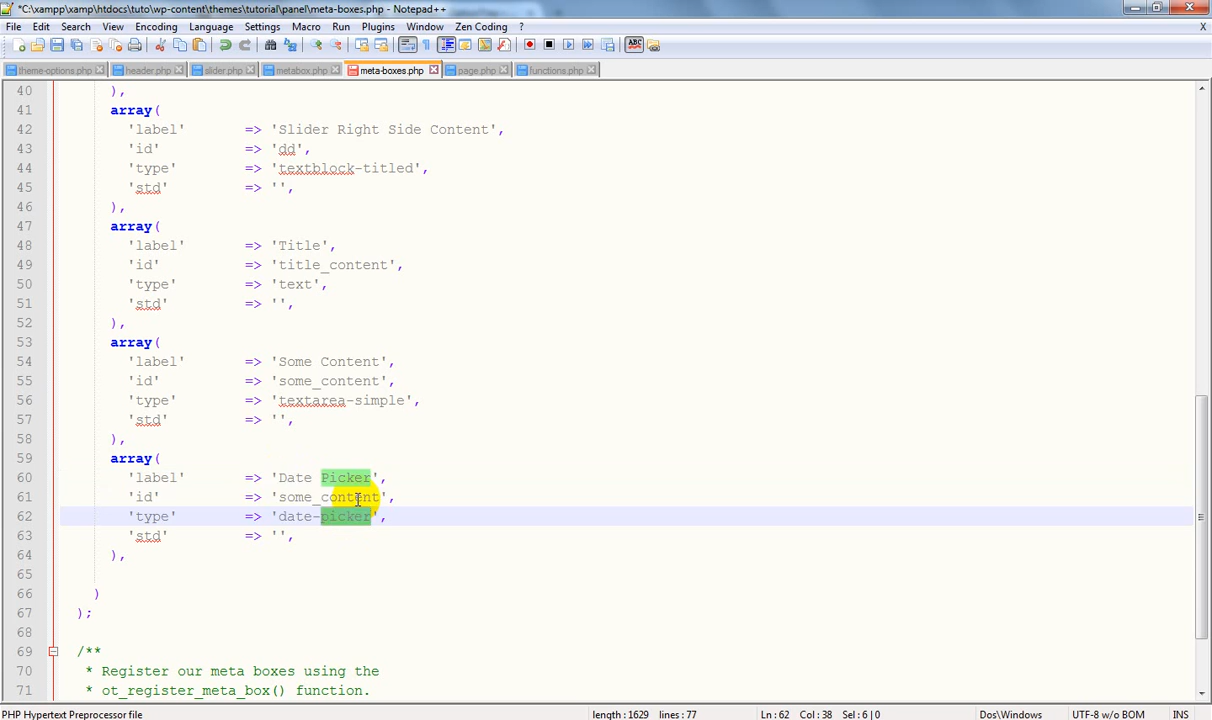 *C:\xampp\xamp\htdocs\tuto\wp-content\themes\tutorial\panel\meta-boxes.php - Notepad++
File Edit Search View Encoding Language Settings Macro Run Plugins Window Zen Coding ? X
theme-options.php header.php slider.php metabox.php meta-boxes.php page.php functions.php
40 ),
41 array(
42 'label' => 'Slider Right Side Content',
43 'id' => 'dd',
44 'type' => 'textblock-titled',
45 'std' => '',
46 ),
47 array(
48 'label' => 'Title',
49 'id' => 'title_content',
50 'type' => 'text',
51 'std' => '',
52 ),
53 array(
54 'label' => 'Some Content',
55 'id' => 'some_content',
56 'type' => 'textarea-simple',
57 'std' => '',
58 ),
59 array(
60 'label' => 'Date Picker',
61 'id' => 'some_content',
62 'type' => 'date-picker',
63 'std' => '',
64 ),
65
66 )
67 );
68
69 /**
70 * Register our meta boxes using the
71 * ot_register_meta_box() function.
PHP Hypertext Preprocessor file length : 1629 lines : 77 Ln : 62 Col : 38 Sel : 6 | 0 Dos\Windows UTF-8 w/o BOM INS